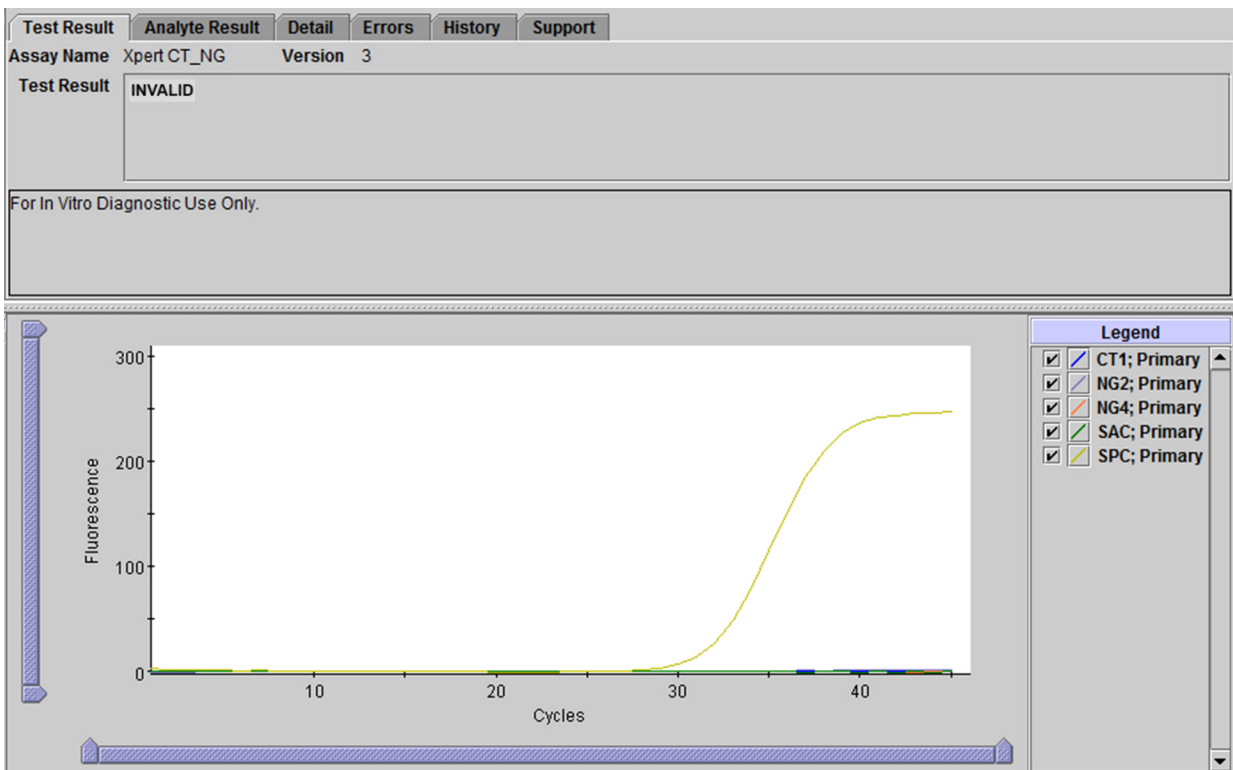 Test Result Analyte Result Detail Errors History Support
Assay Name Xpert CT_NG Version 3
Test Result INVALID
For In Vitro Diagnostic Use Only.
Legend
CT1; Primary
NG2; Primary
NG4; Primary
SAC; Primary
SPC; Primary
300
200
100
0
Fluorescence
10 20 30 40
Cycles